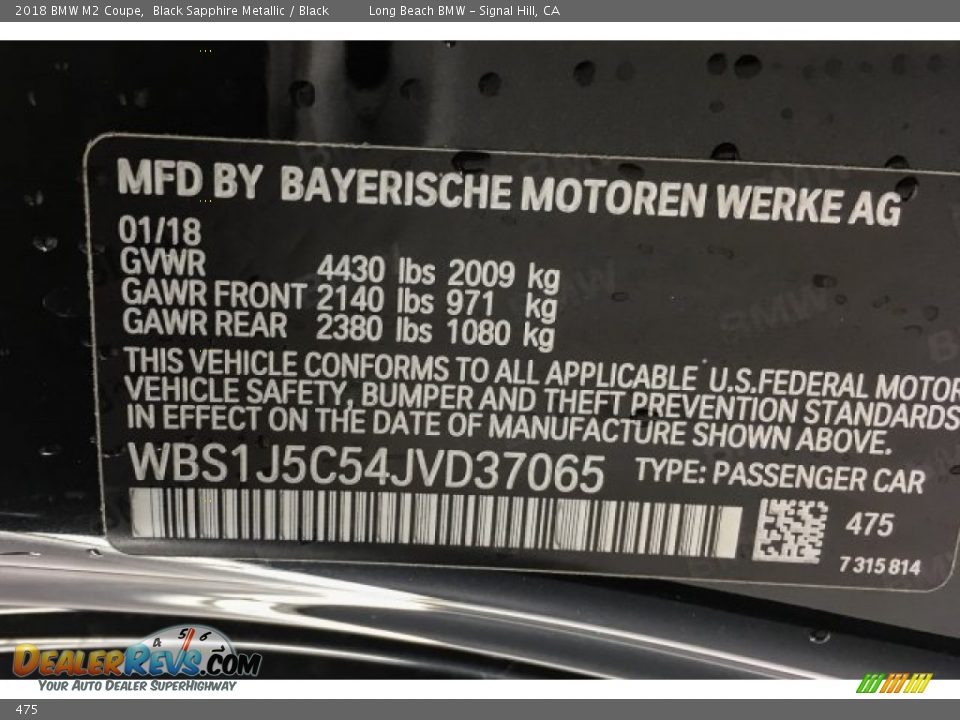 2018 BMW M2 Coupe, Black Sapphire Metallic / Black Long Beach BMW - Signal Hill, CA
MFD BY BAYERISCHE MOTOREN WERKE AG
01/18
GVWR 4430 lbs 2009 kg
GAWR FRONT 2140 lbs 971 kg
GAWR REAR 2380 lbs 1080 kg
THIS VEHICLE CONFORMS TO ALL APPLICABLE U.S.FEDERAL MOTOR
VEHICLE SAFETY, BUMPER AND THEFT PREVENTION STANDARDS
IN EFFECT ON THE DATE OF MANUFACTURE SHOWN ABOVE.
WBS1J5C54JVD37065 TYPE: PASSENGER CAR
475
7 315 814
4 5 6
DEALERREVS.COM
YOUR AUTO DEALER SUPERHIGHWAY
475